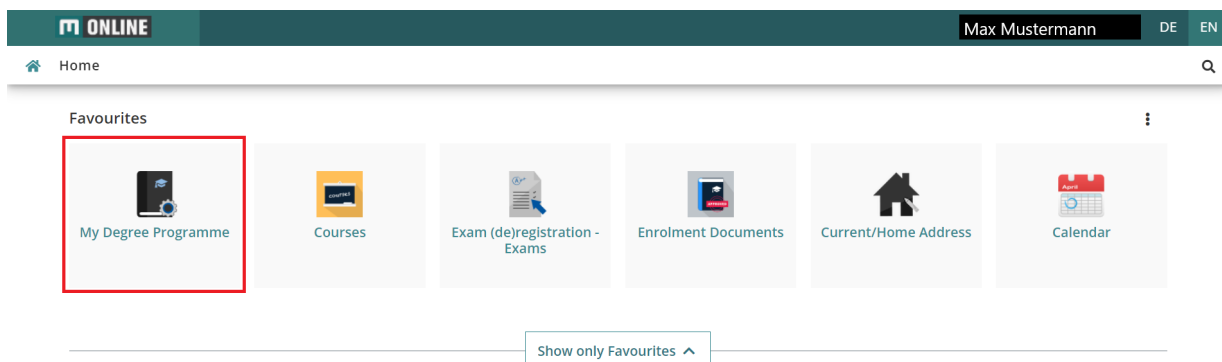 m ONLINE
Max Mustermann
DE EN
Home
Favourites
My Degree Programme
Courses
Exam (de)registration -
Exams
Enrolment Documents
Current/Home Address
Calendar
Show only Favourites